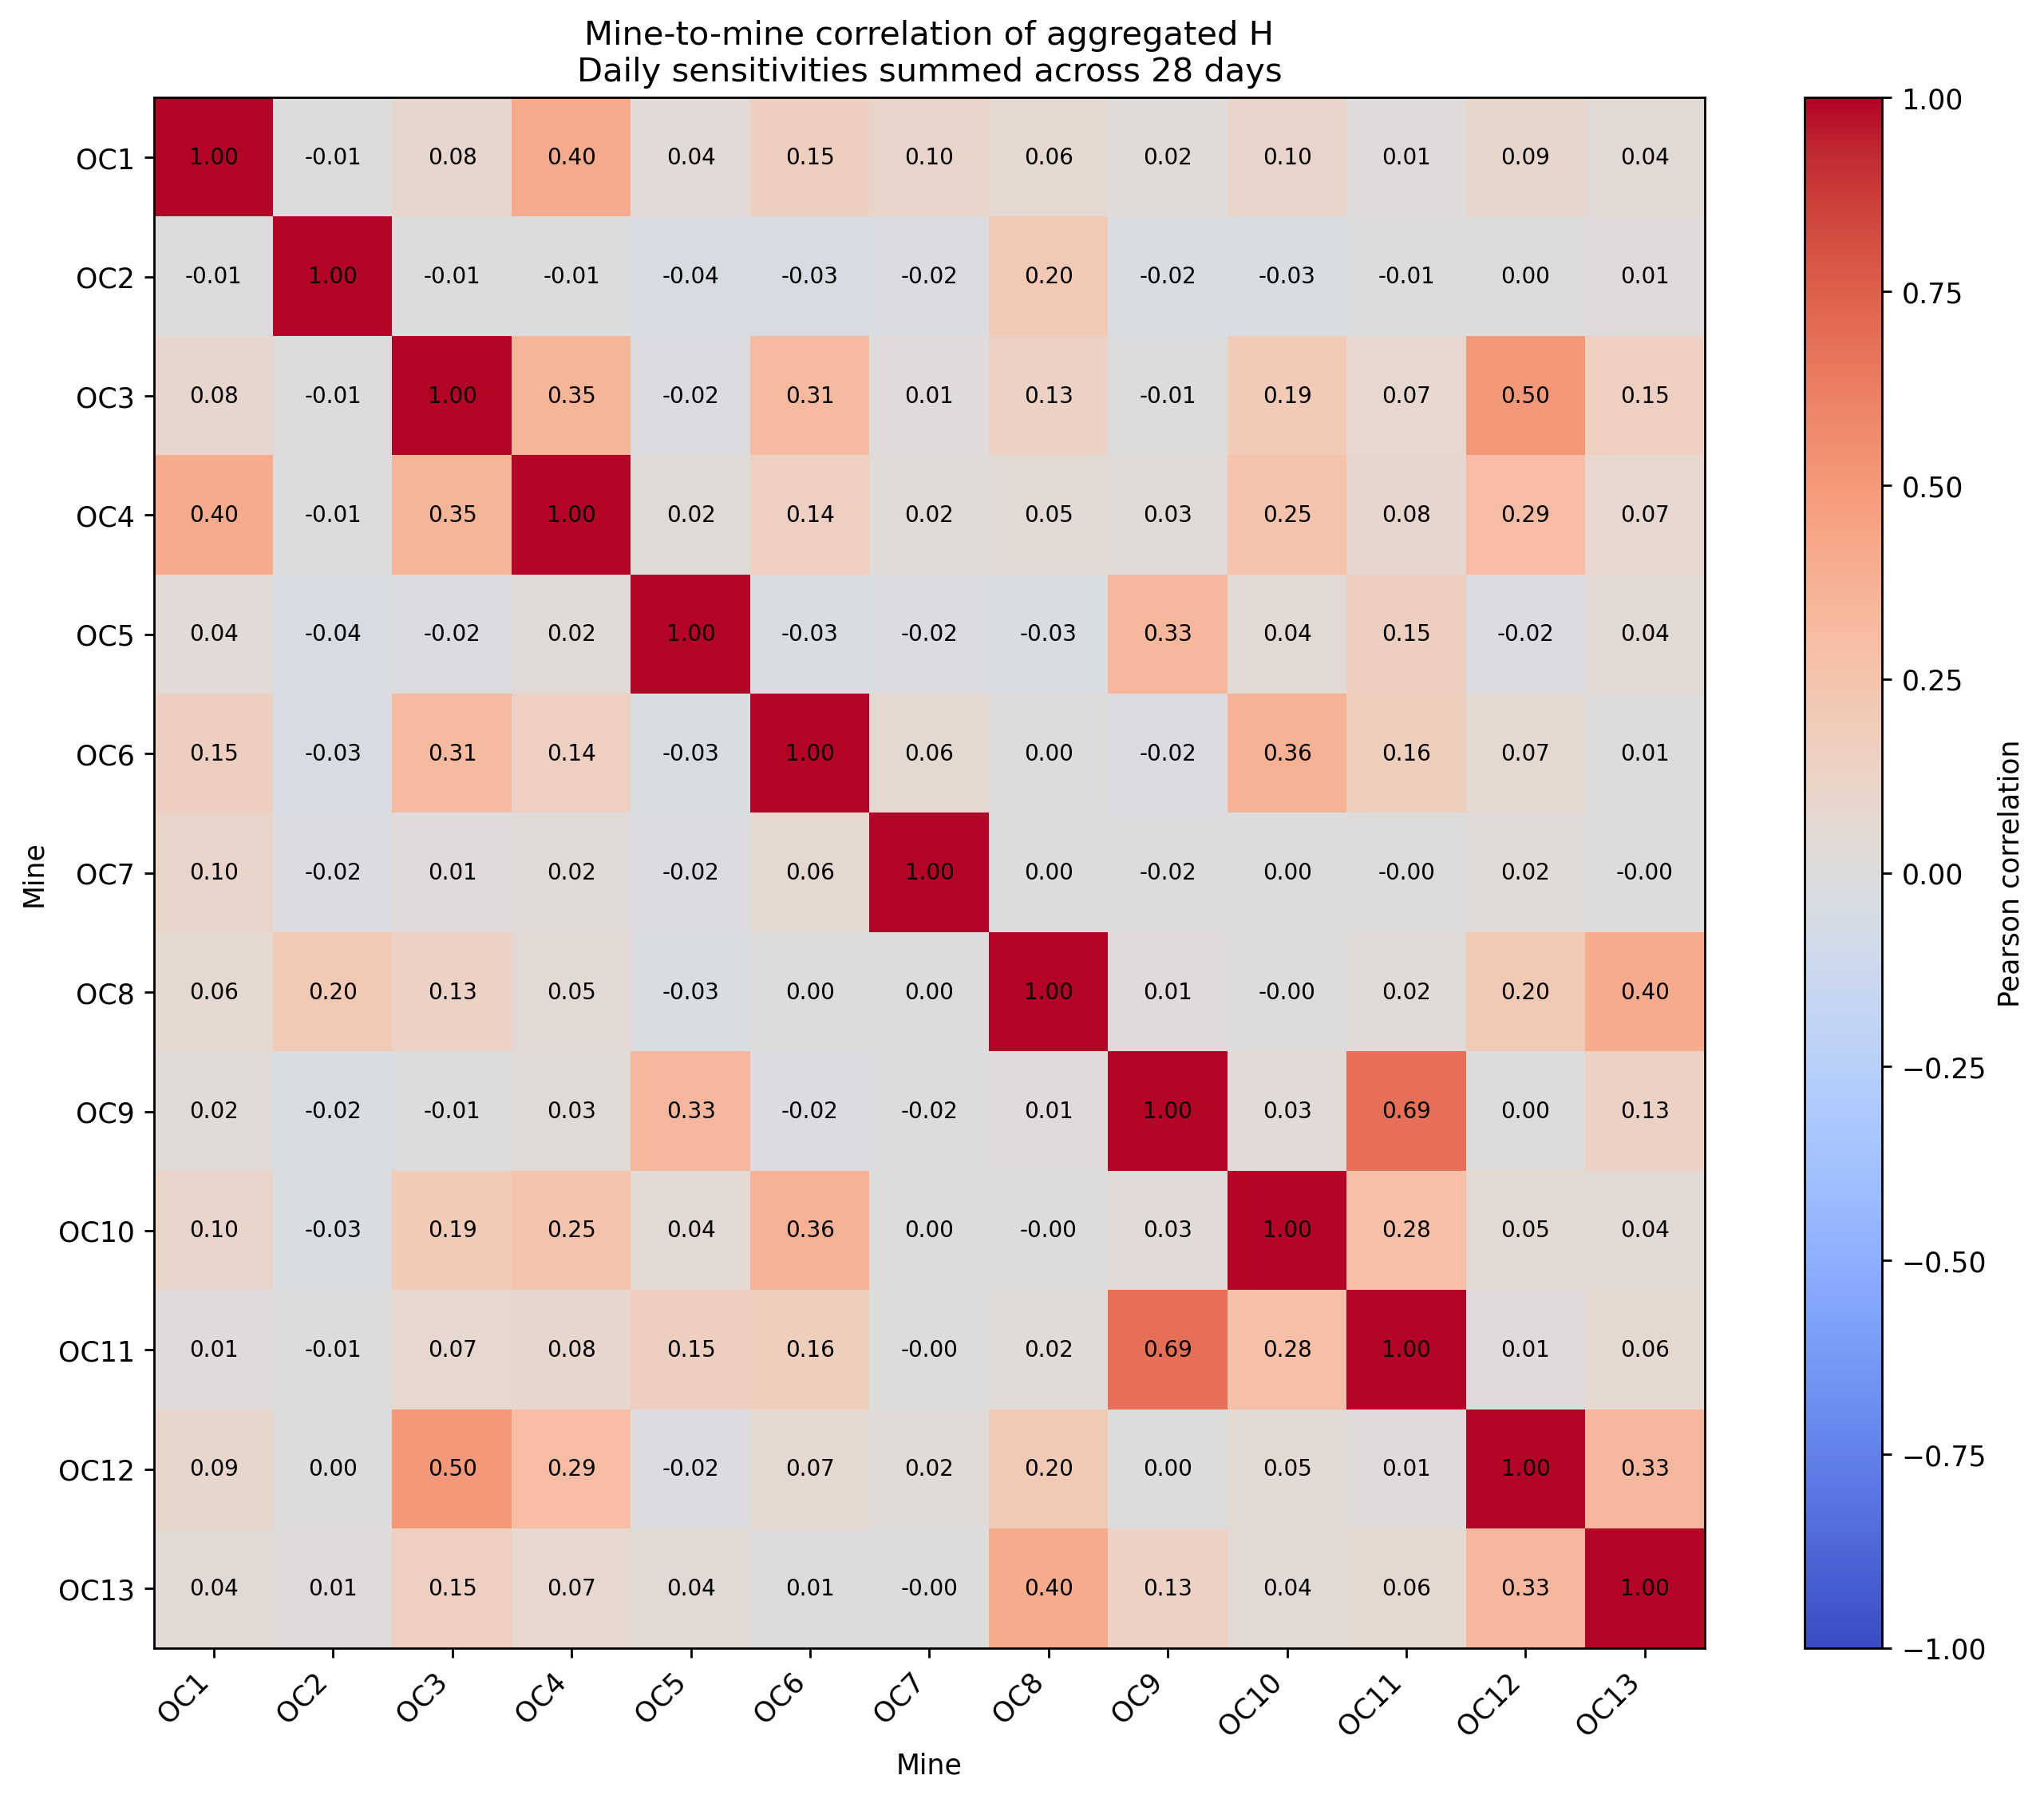 Mine-to-mine correlation of aggregated H
Daily sensitivities summed across 28 days
OC1 1.00 -0.01 0.08 0.40 0.04 0.15 0.10 0.06 0.02 0.10 0.01 0.09 0.04
OC2 -0.01 1.00 -0.01 -0.01 -0.04 -0.03 -0.02 0.20 -0.02 -0.03 -0.01 0.00 0.01
OC3 0.08 -0.01 1.00 0.35 -0.02 0.31 0.01 0.13 -0.01 0.19 0.07 0.50 0.15
OC4 0.40 -0.01 0.35 1.00 0.02 0.14 0.02 0.05 0.03 0.25 0.08 0.29 0.07
OC5 0.04 -0.04 -0.02 0.02 1.00 -0.03 -0.02 -0.03 0.33 0.04 0.15 -0.02 0.04
OC6 0.15 -0.03 0.31 0.14 -0.03 1.00 0.06 0.00 -0.02 0.36 0.16 0.07 0.01
OC7 0.10 -0.02 0.01 0.02 -0.02 0.06 1.00 0.00 -0.02 0.00 -0.00 0.02 -0.00
OC8 0.06 0.20 0.13 0.05 -0.03 0.00 0.00 1.00 0.01 -0.00 0.02 0.20 0.40
OC9 0.02 -0.02 -0.01 0.03 0.33 -0.02 -0.02 0.01 1.00 0.03 0.69 0.00 0.13
OC10 0.10 -0.03 0.19 0.25 0.04 0.36 0.00 -0.00 0.03 1.00 0.28 0.05 0.04
OC11 0.01 -0.01 0.07 0.08 0.15 0.16 -0.00 0.02 0.69 0.28 1.00 0.01 0.06
OC12 0.09 0.00 0.50 0.29 -0.02 0.07 0.02 0.20 0.00 0.05 0.01 1.00 0.33
OC13 0.04 0.01 0.15 0.07 0.04 0.01 -0.00 0.40 0.13 0.04 0.06 0.33 1.00
OC1 OC2 OC3 OC4 OC5 OC6 OC7 OC8 OC9 OC10 OC11 OC12 OC13
Mine
Mine
1.00
0.75
0.50
0.25
0.00
−0.25
−0.50
−0.75
−1.00
Pearson correlation